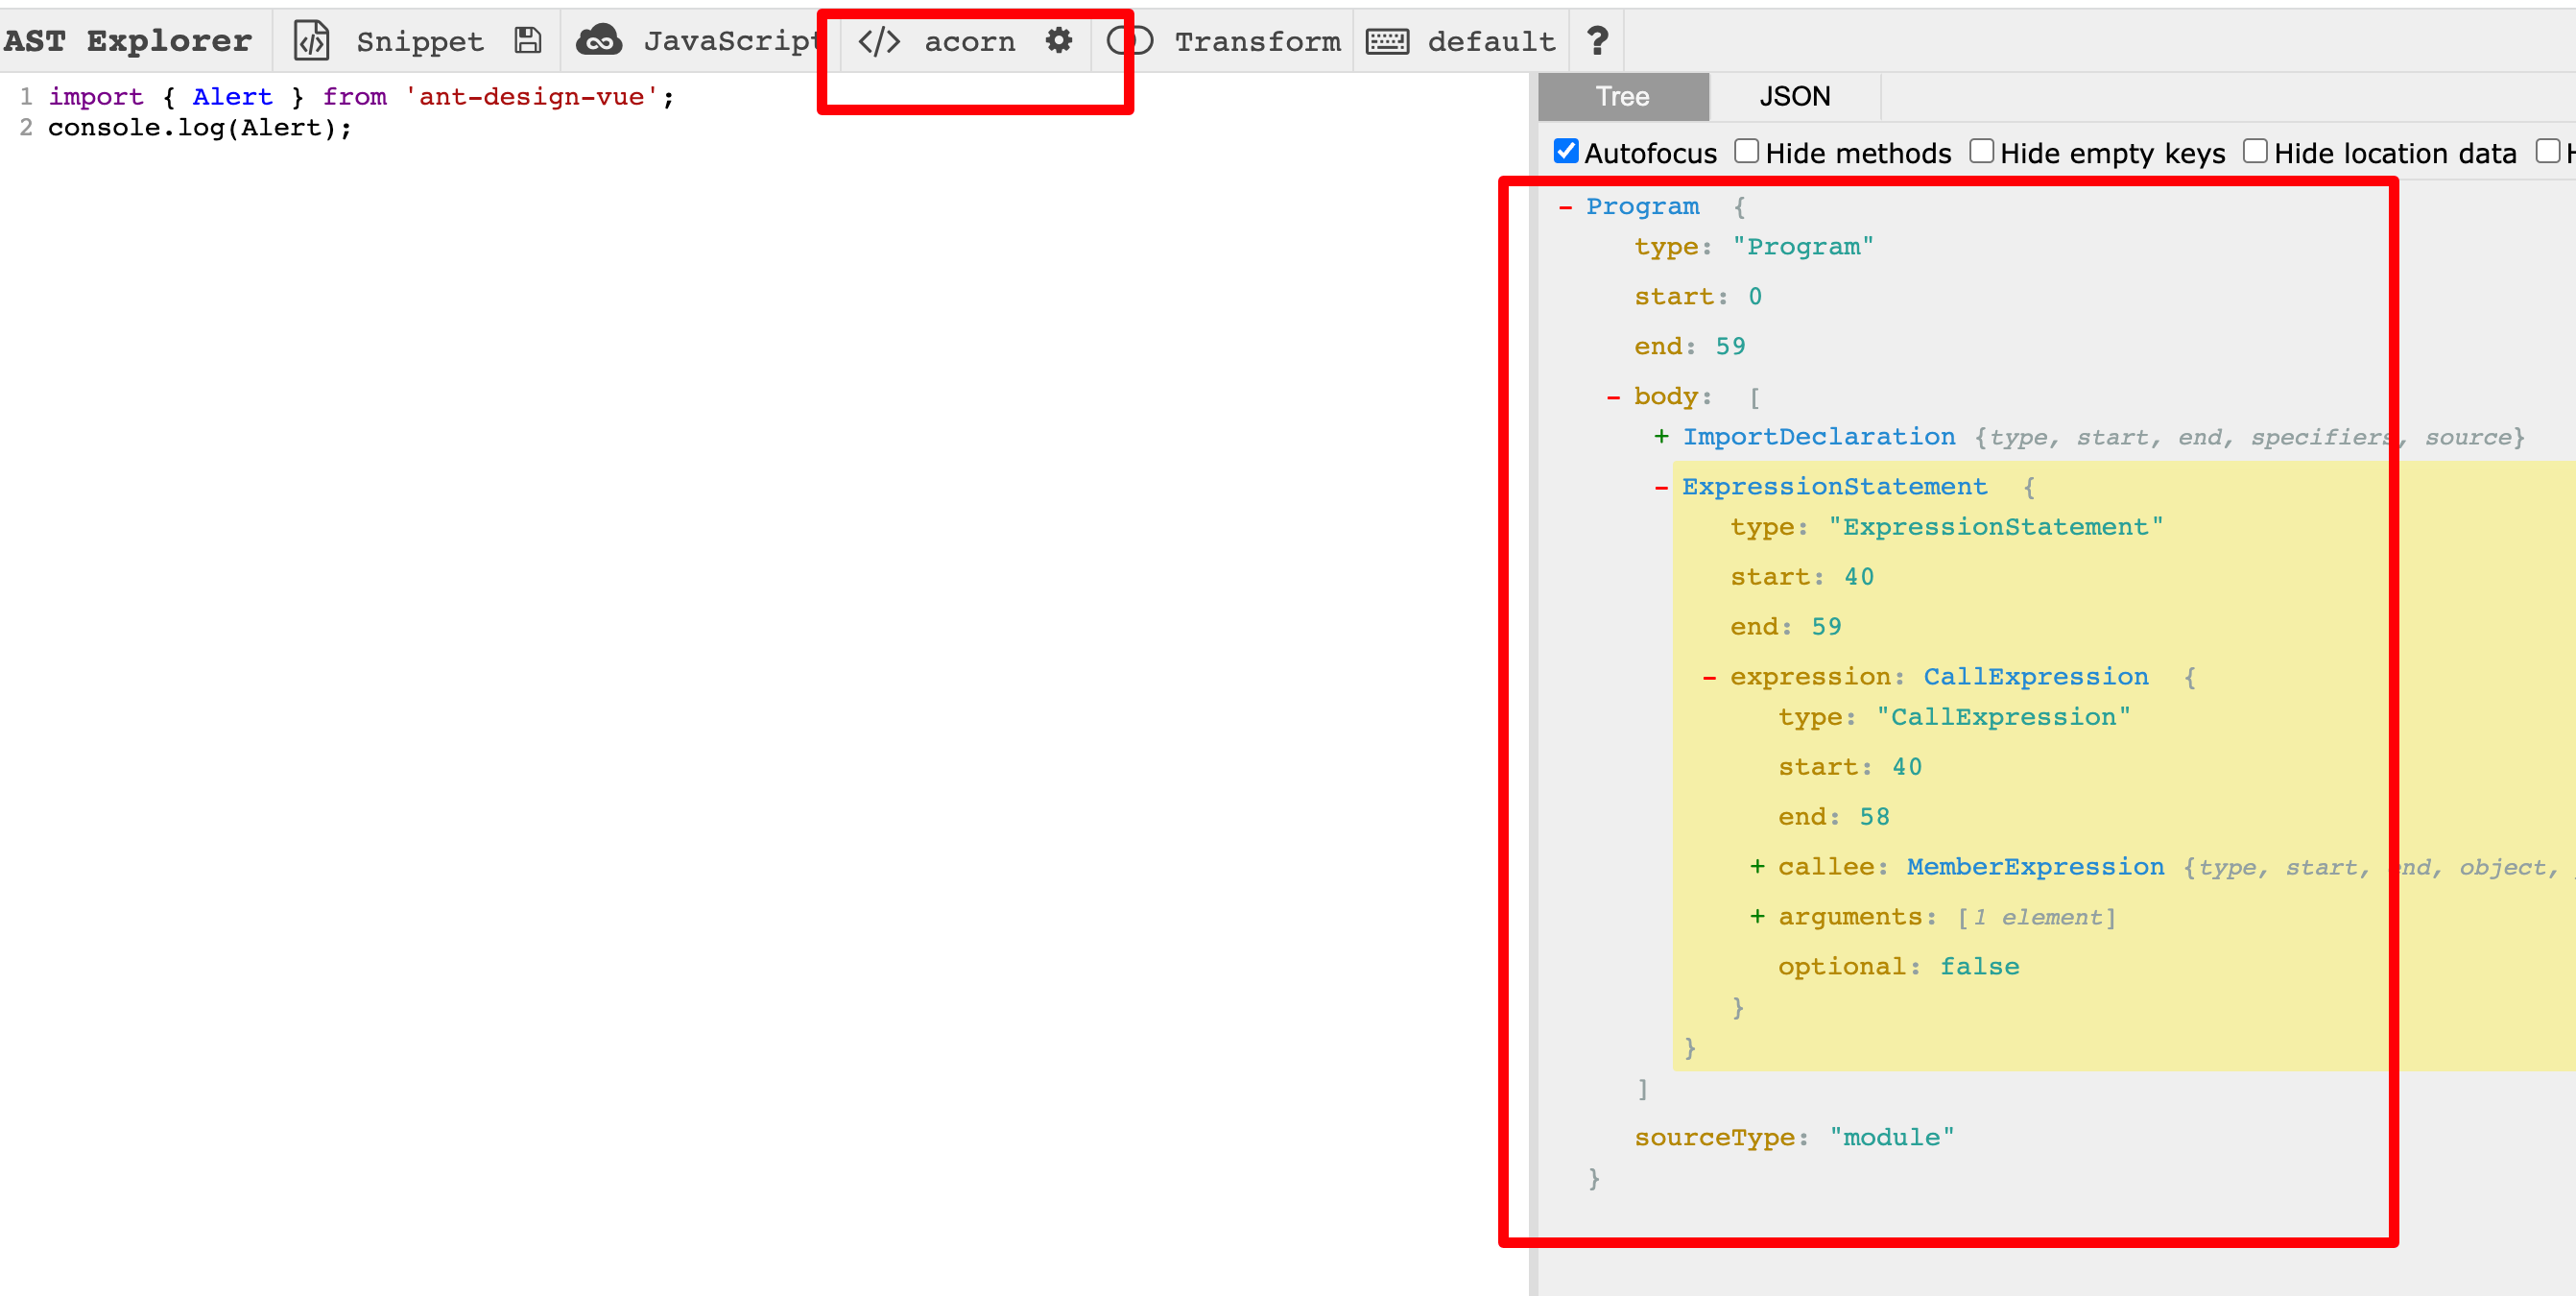 AST Explorer Snippet JavaScript </> acorn Transform default ?
1 import { Alert } from 'ant-design-vue';
2 console.log(Alert);
Tree JSON
Autofocus Hide methods Hide empty keys Hide location data
- Program {
type: "Program"
start: 0
end: 59
- body: [
+ ImportDeclaration {type, start, end, specifiers, source}
- ExpressionStatement {
type: "ExpressionStatement"
start: 40
end: 59
- expression: CallExpression {
type: "CallExpression"
start: 40
end: 58
+ callee: MemberExpression {type, start, end, object,
+ arguments: [1 element]
optional: false
}
}
]
sourceType: "module"
}